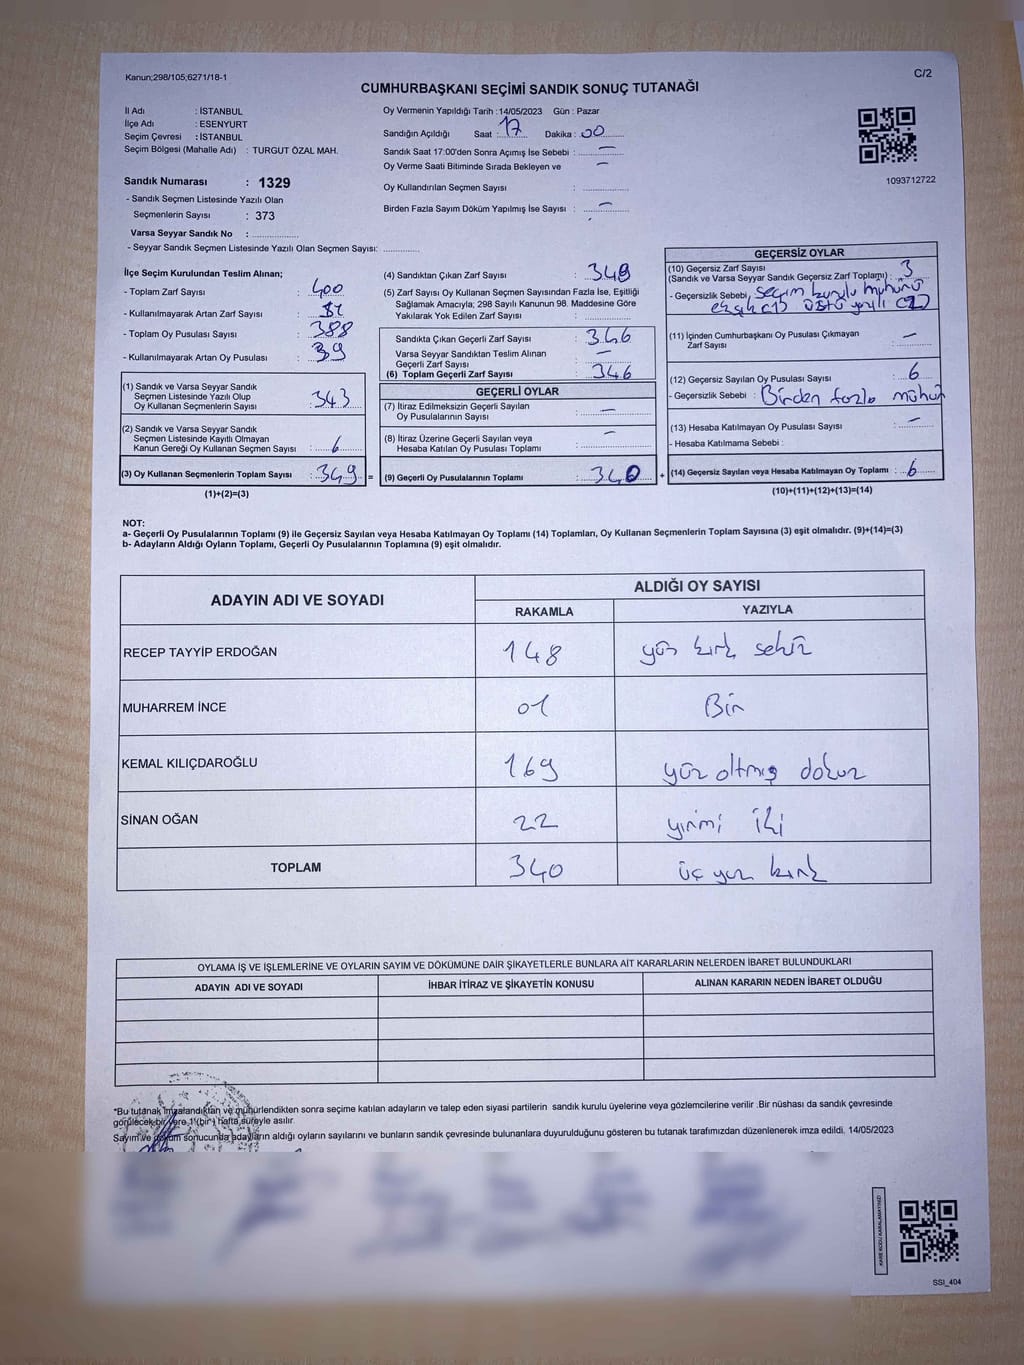 Kanun;298/105;6271/18-1
C/2
CUMHURBAŞKANI SEÇİMİ SANDIK SONUÇ TUTANAĞI
İl Adı : İSTANBUL
İlçe Adı : ESENYURT
Seçim Çevresi : İSTANBUL
Seçim Bölgesi (Mahalle Adı) : TURGUT ÖZAL MAH.
Sandık Numarası : 1329
- Sandık Seçmen Listesinde Yazılı Olan
Seçmenlerin Sayısı : 373
Varsa Seyyar Sandık No : ..............
- Seyyar Sandık Seçmen Listesinde Yazılı Olan Seçmen Sayısı: ..............
Oy Vermenin Yapıldığı Tarih :14/05/2023 Gün : Pazar
Sandığın Açıldığı Saat : 17 Dakika : 00
Sandık Saat 17:00'den Sonra Açımış İse Sebebi : —
Oy Verme Saati Bitiminde Sırada Bekleyen ve —
Oy Kullandırılan Seçmen Sayısı : ..............
Birden Fazla Sayım Döküm Yapılmış İse Sayısı : —
1093712722
İlçe Seçim Kurulundan Teslim Alınan;
- Toplam Zarf Sayısı : 400
- Kullanılmayarak Artan Zarf Sayısı :
- Toplam Oy Pusulası Sayısı : 388
- Kullanılmayarak Artan Oy Pusulası : 39
(1) Sandık ve Varsa Seyyar Sandık
Seçmen Listesinde Yazılı Olup
Oy Kullanan Seçmenlerin Sayısı : 343
(2) Sandık ve Varsa Seyyar Sandık
Seçmen Listesinde Kayıtlı Olmayan
Kanun Gereği Oy Kullanan Seçmen Sayısı : 6
(3) Oy Kullanan Seçmenlerin Toplam Sayısı : 349 =
(1)+(2)=(3)
(4) Sandıktan Çıkan Zarf Sayısı : 349
(5) Zarf Sayısı Oy Kullanan Seçmen Sayısından Fazla İse, Eşitliği
Sağlamak Amacıyla; 298 Sayılı Kanunun 98. Maddesine Göre
Yakılarak Yok Edilen Zarf Sayısı : ..............
Sandıkta Çıkan Geçerli Zarf Sayısı : 346
Varsa Seyyar Sandıktan Teslim Alınan
Geçerli Zarf Sayısı : —
(6) Toplam Geçerli Zarf Sayısı : 346
GEÇERLİ OYLAR
(7) İtiraz Edilmeksizin Geçerli Sayılan
Oy Pusulasının Sayısı : —
(8) İtiraz Üzerine Geçerli Sayılan veya
Hesaba Katılan Oy Pusulası Toplamı : —
(9) Geçerli Oy Pusulalarının Toplamı : 340 +
GEÇERSİZ OYLAR
(10) Geçersiz Zarf Sayısı
(Sandık ve Varsa Seyyar Sandık Geçersiz Zarf Toplamı) : 3
- Geçersizlik Sebebi : seçim kurulu mühürü
eksik (1) üstü yazılı (2)
(11) İçinden Cumhurbaşkanı Oy Pusulası Çıkmayan
Zarf Sayısı : —
(12) Geçersiz Sayılan Oy Pusulası Sayısı : 6
- Geçersizlik Sebebi : Birden fazla mühür
(13) Hesaba Katılmayan Oy Pusulası Sayısı : —
- Hesaba Katılmama Sebebi :
(14) Geçersiz Sayılan veya Hesaba Katılmayan Oy Toplamı : 6
(10)+(11)+(12)+(13)=(14)
NOT:
a- Geçerli Oy Pusulalarının Toplamı (9) ile Geçersiz Sayılan veya Hesaba Katılmayan Oy Toplamı (14) Toplamları, Oy Kullanan Seçmenlerin Toplam Sayısına (3) eşit olmalıdır. (9)+(14)=(3)
b- Adayların Aldığı Oyların Toplamı, Geçerli Oy Pusulalarının Toplamına (9) eşit olmalıdır.
ADAYIN ADI VE SOYADI ALDIĞI OY SAYISI
RAKAMLA YAZIYLA
RECEP TAYYİP ERDOĞAN 148 yüz kırk sekiz
MUHARREM İNCE 01 Bir
KEMAL KILIÇDAROĞLU 169 yüz altmış dokuz
SİNAN OĞAN 22 yirmi iki
TOPLAM 340 üç yüz kırk
OYLAMA İŞ VE İŞLEMLERİNE VE OYLARIN SAYIM VE DÖKÜMÜNE DAİR ŞİKAYETLERLE BUNLARA AİT KARARLARIN NELERDEN İBARET BULUNDUKLARI
ADAYIN ADI VE SOYADI İHBAR İTİRAZ VE ŞİKAYETİN KONUSU ALINAN KARARIN NEDEN İBARET OLDUĞU
*Bu tutanak imzalandıktan ve mühürlendikten sonra seçime katılan adayların ve talep eden siyasi partilerin sandık kurulu üyelerine veya gözlemcilerine verilir .Bir nüshası da sandık çevresinde
görülecek bir yere 1 (bir) hafta süreyle asılır.
Sayım ve döküm sonucunda adayların aldığı oyların sayılarını ve bunların sandık çevresinde bulunanlara duyurulduğunu gösteren bu tutanak tarafımızdan düzenlenerek imza edildi. 14/05/2023
KARE KODU KARALAMAYINIZ!
SSİ_404